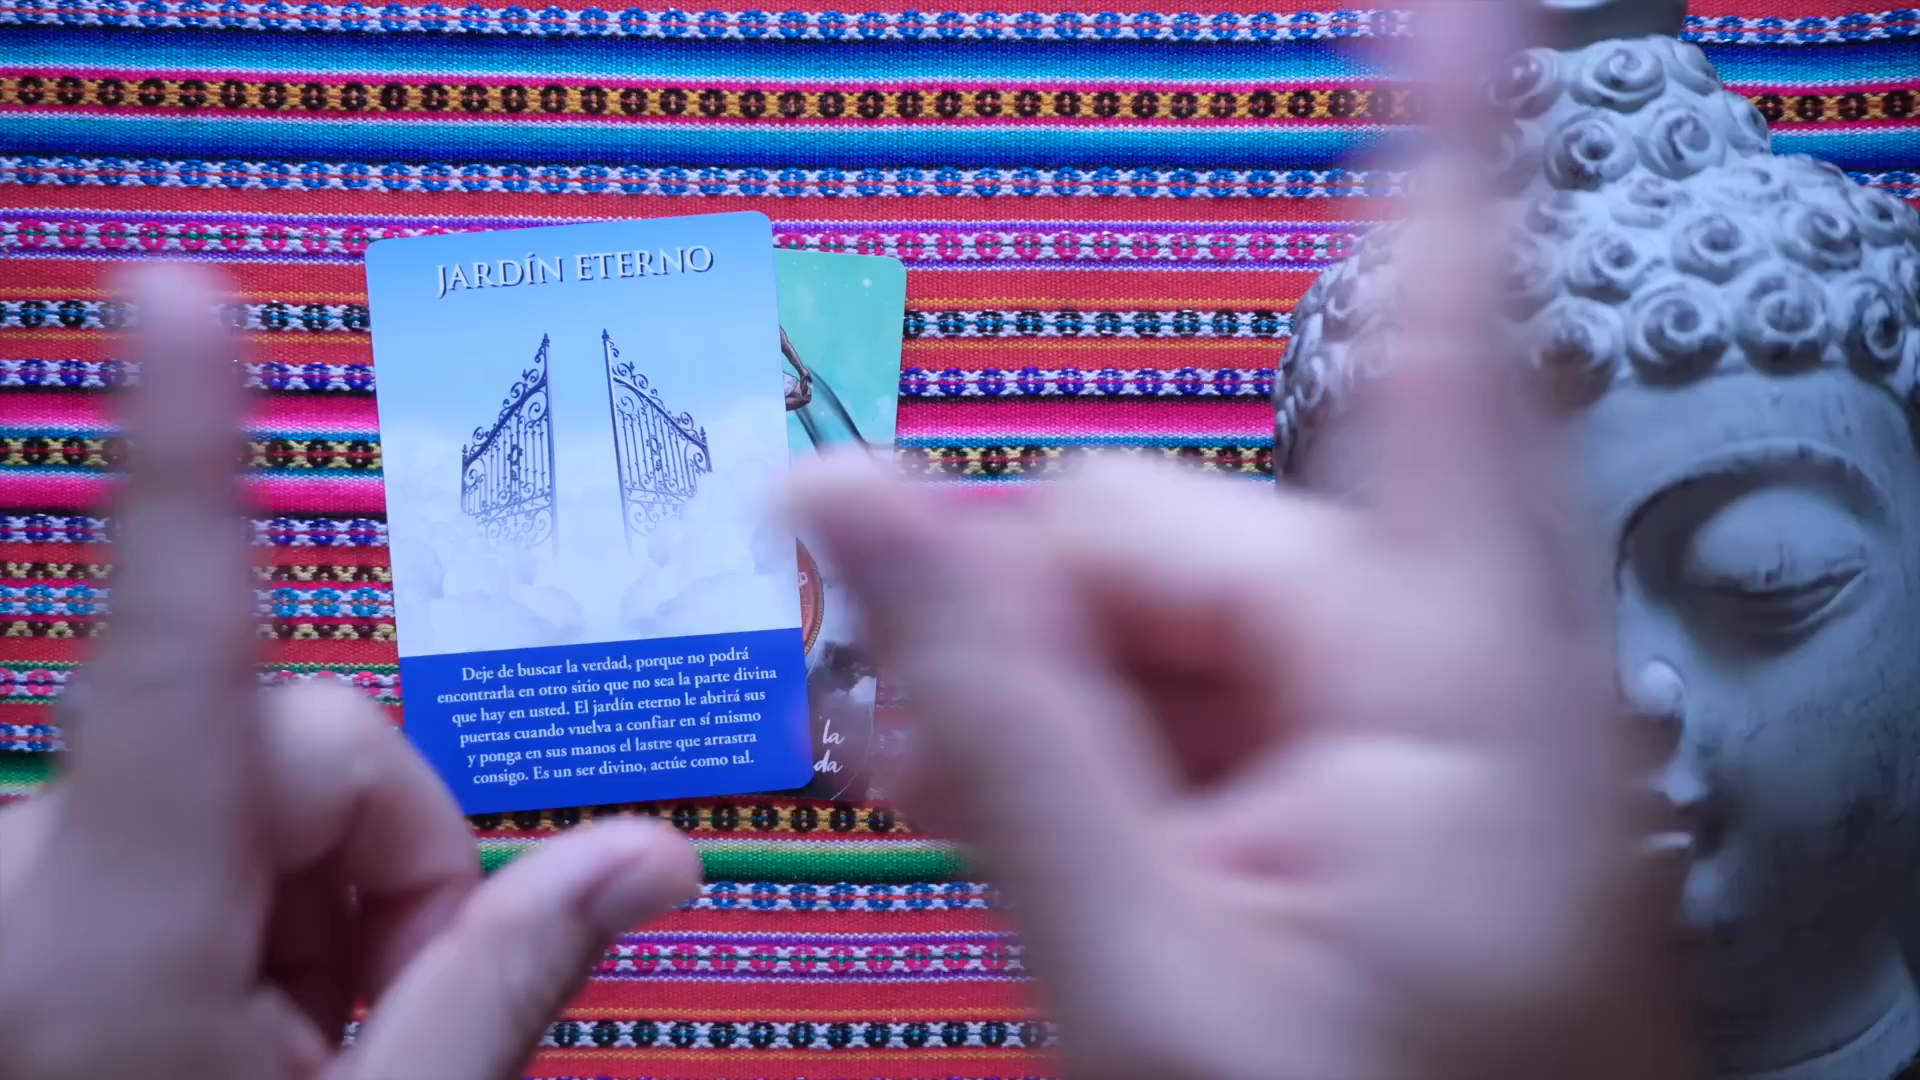 JARDÍN ETERNO
Deje de buscar la verdad, porque no podrá
encontrarla en otro sitio que no sea la parte divina
que hay en usted. El jardín eterno le abrirá sus
puertas cuando vuelva a confiar en sí mismo
y ponga en sus manos el lastre que arrastra
consigo. Es un ser divino, actúe como tal.
la
da